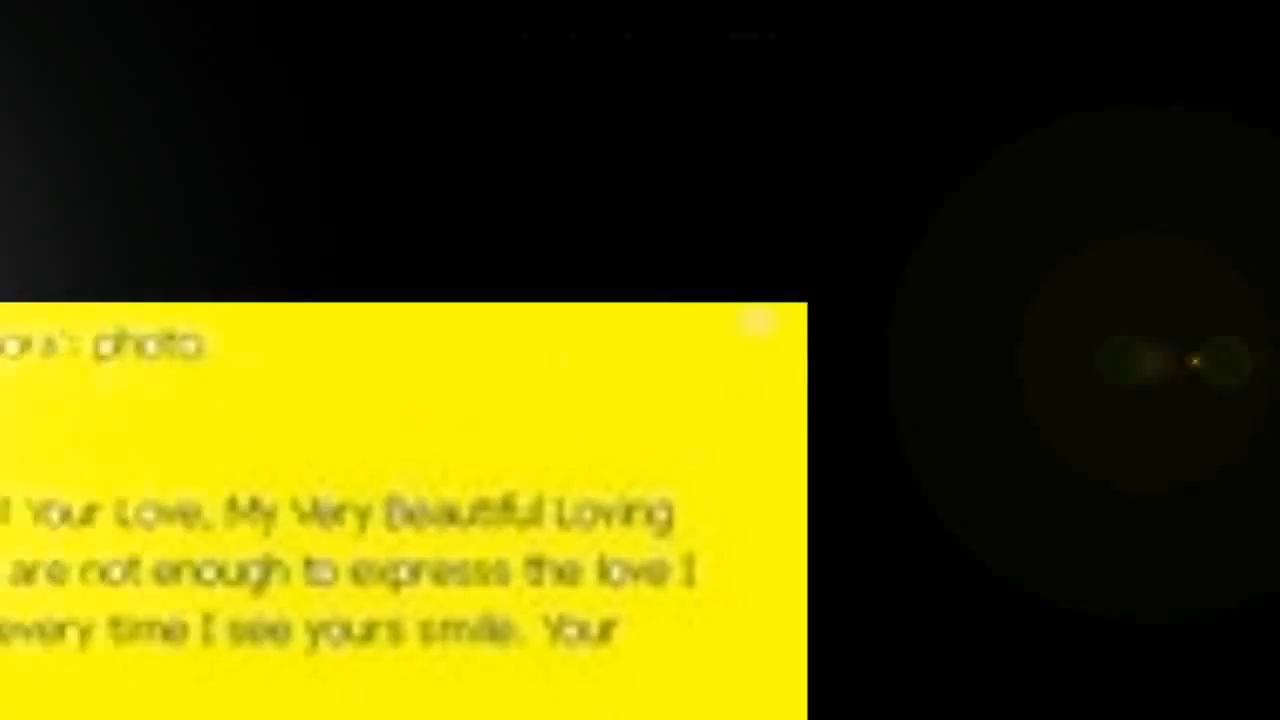 photo
Your Love, My Very Beautiful Loving
are not enough to expresss the love I
every time I see yours smile. Your